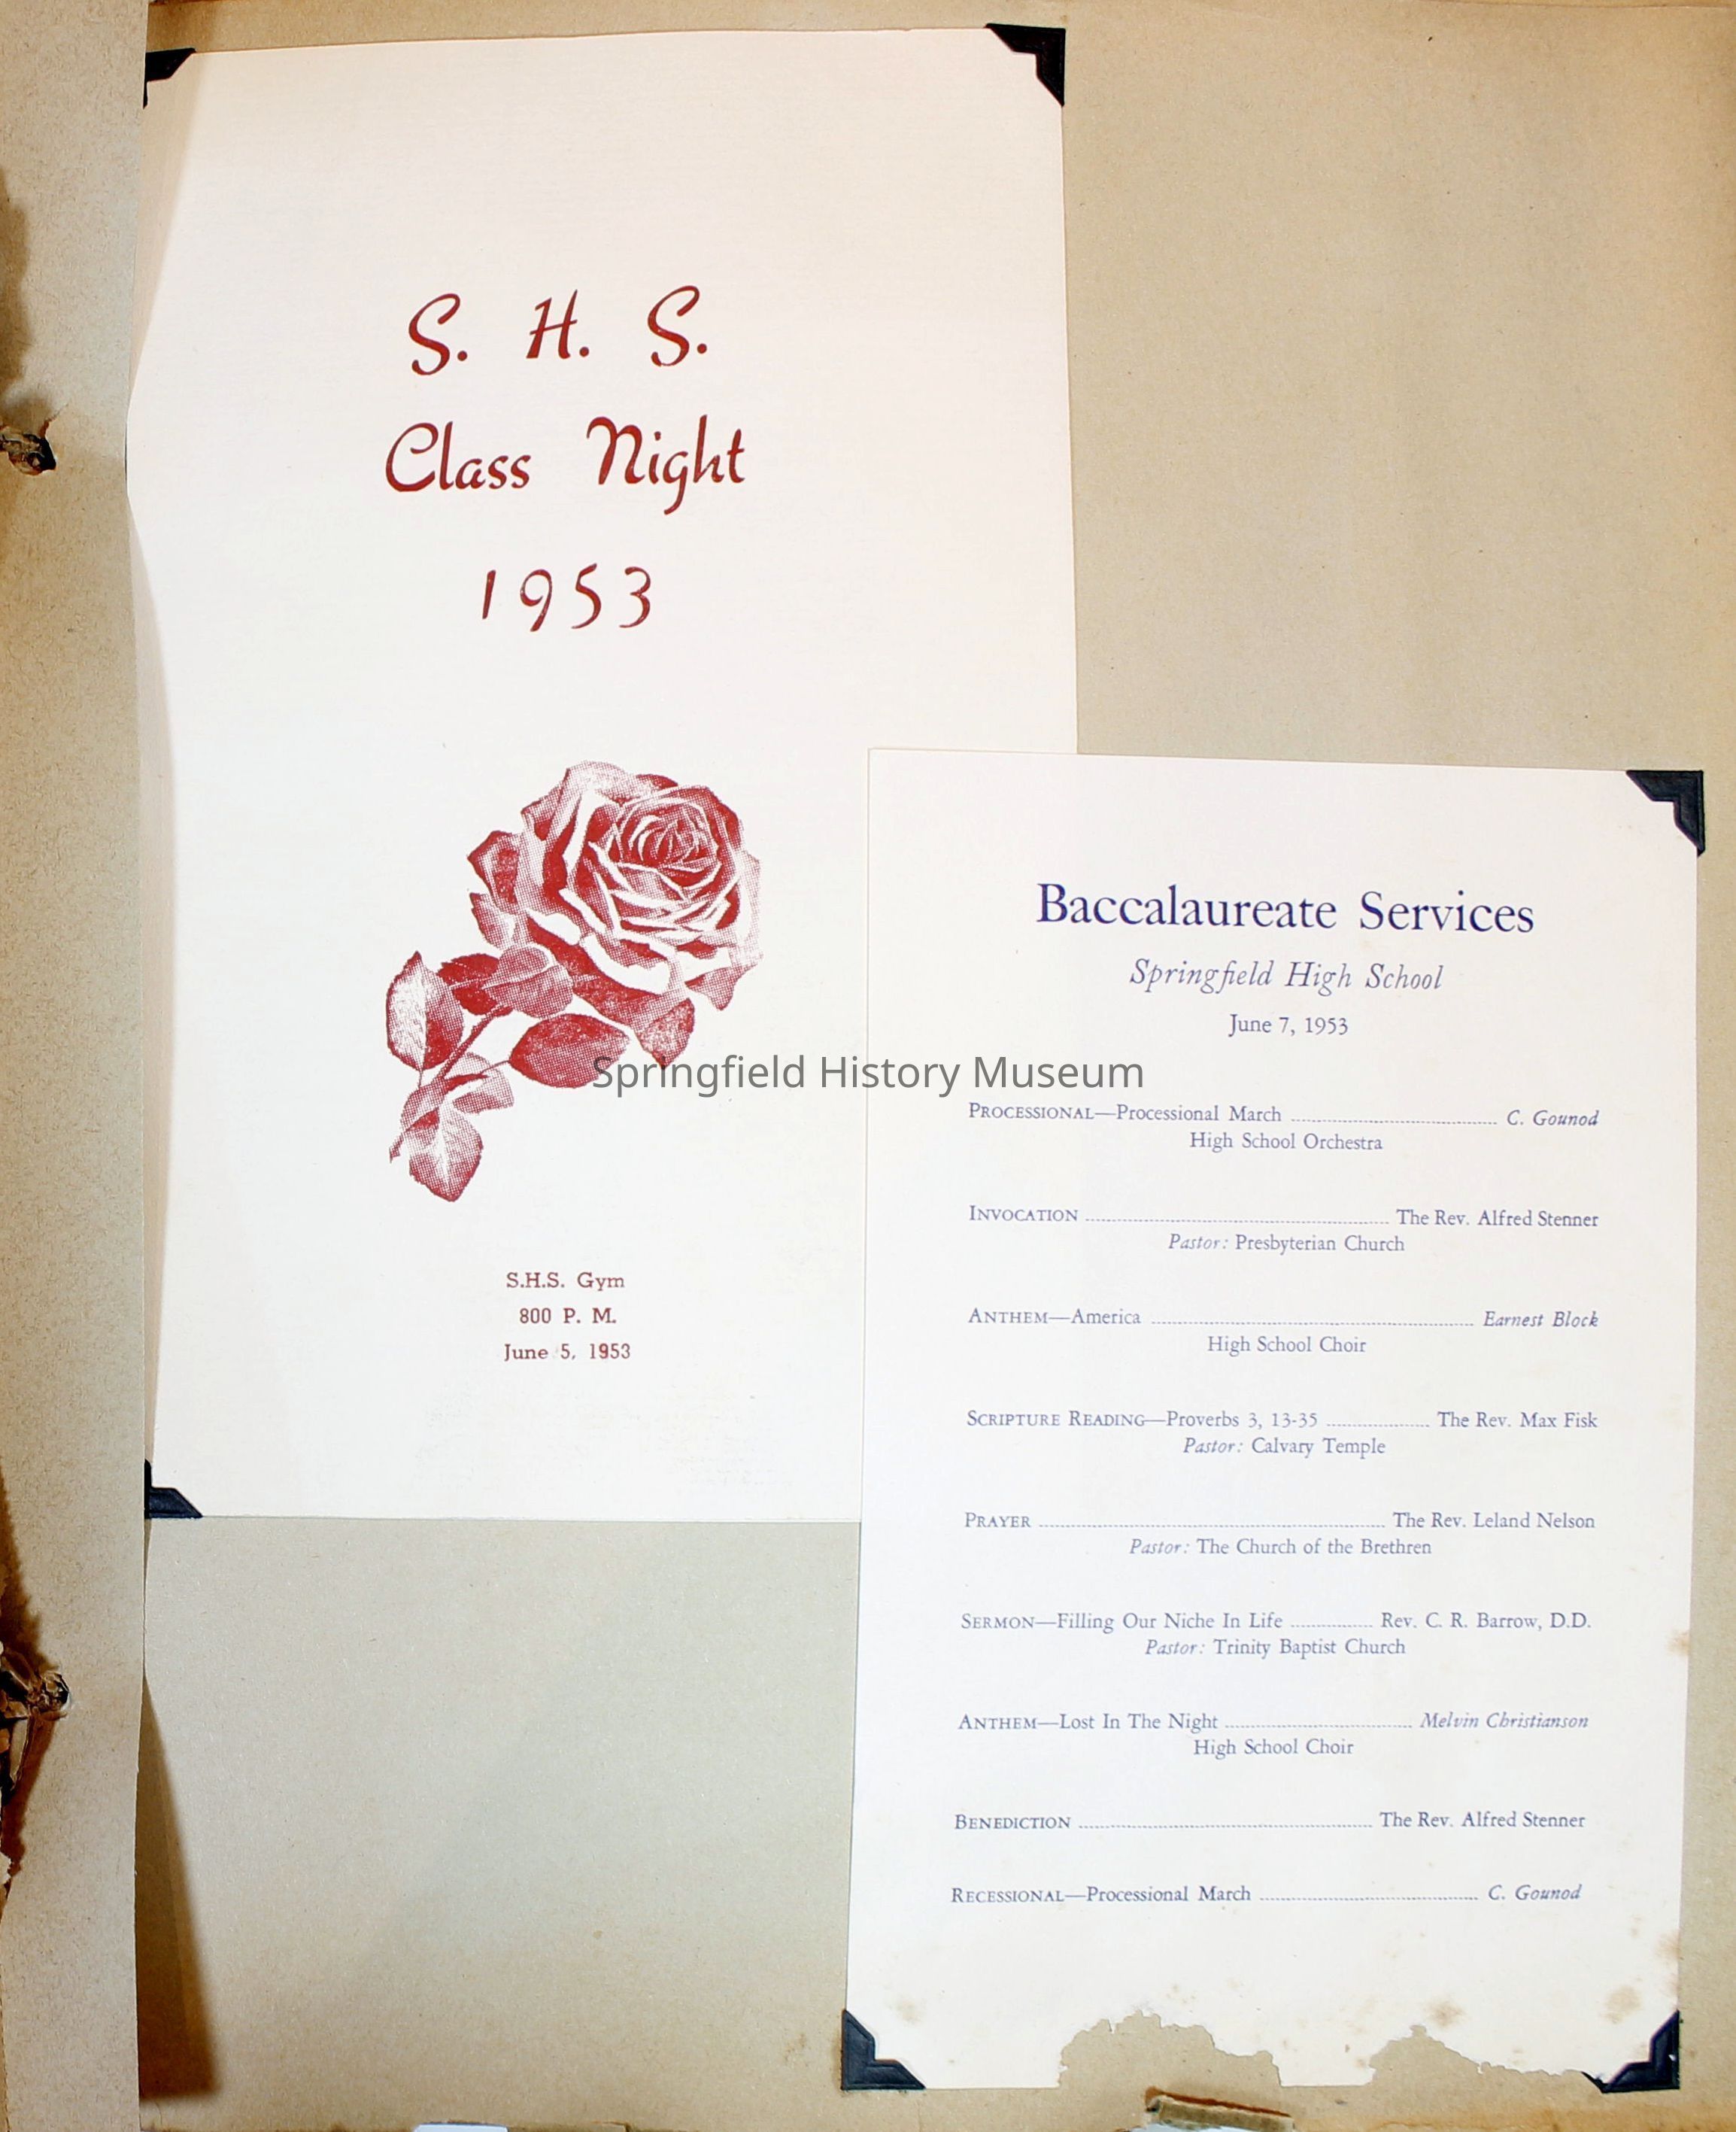 S. H. S.
Class Night
1953
S.H.S. Gym
800 P. M.
June 5, 1953
Springfield History Museum
Baccalaureate Services
Springfield High School
June 7, 1953
PROCESSIONAL—Processional March ........ C. Gounod
High School Orchestra
INVOCATION ........ The Rev. Alfred Stenner
Pastor: Presbyterian Church
ANTHEM—America ........ Earnest Block
High School Choir
SCRIPTURE READING—Proverbs 3, 13-35 ........ The Rev. Max Fisk
Pastor: Calvary Temple
PRAYER ........ The Rev. Leland Nelson
Pastor: The Church of the Brethren
SERMON—Filling Our Niche In Life ........ Rev. C. R. Barrow, D.D.
Pastor: Trinity Baptist Church
ANTHEM—Lost In The Night ........ Melvin Christianson
High School Choir
BENEDICTION ........ The Rev. Alfred Stenner
RECESSIONAL—Processional March ........ C. Gounod